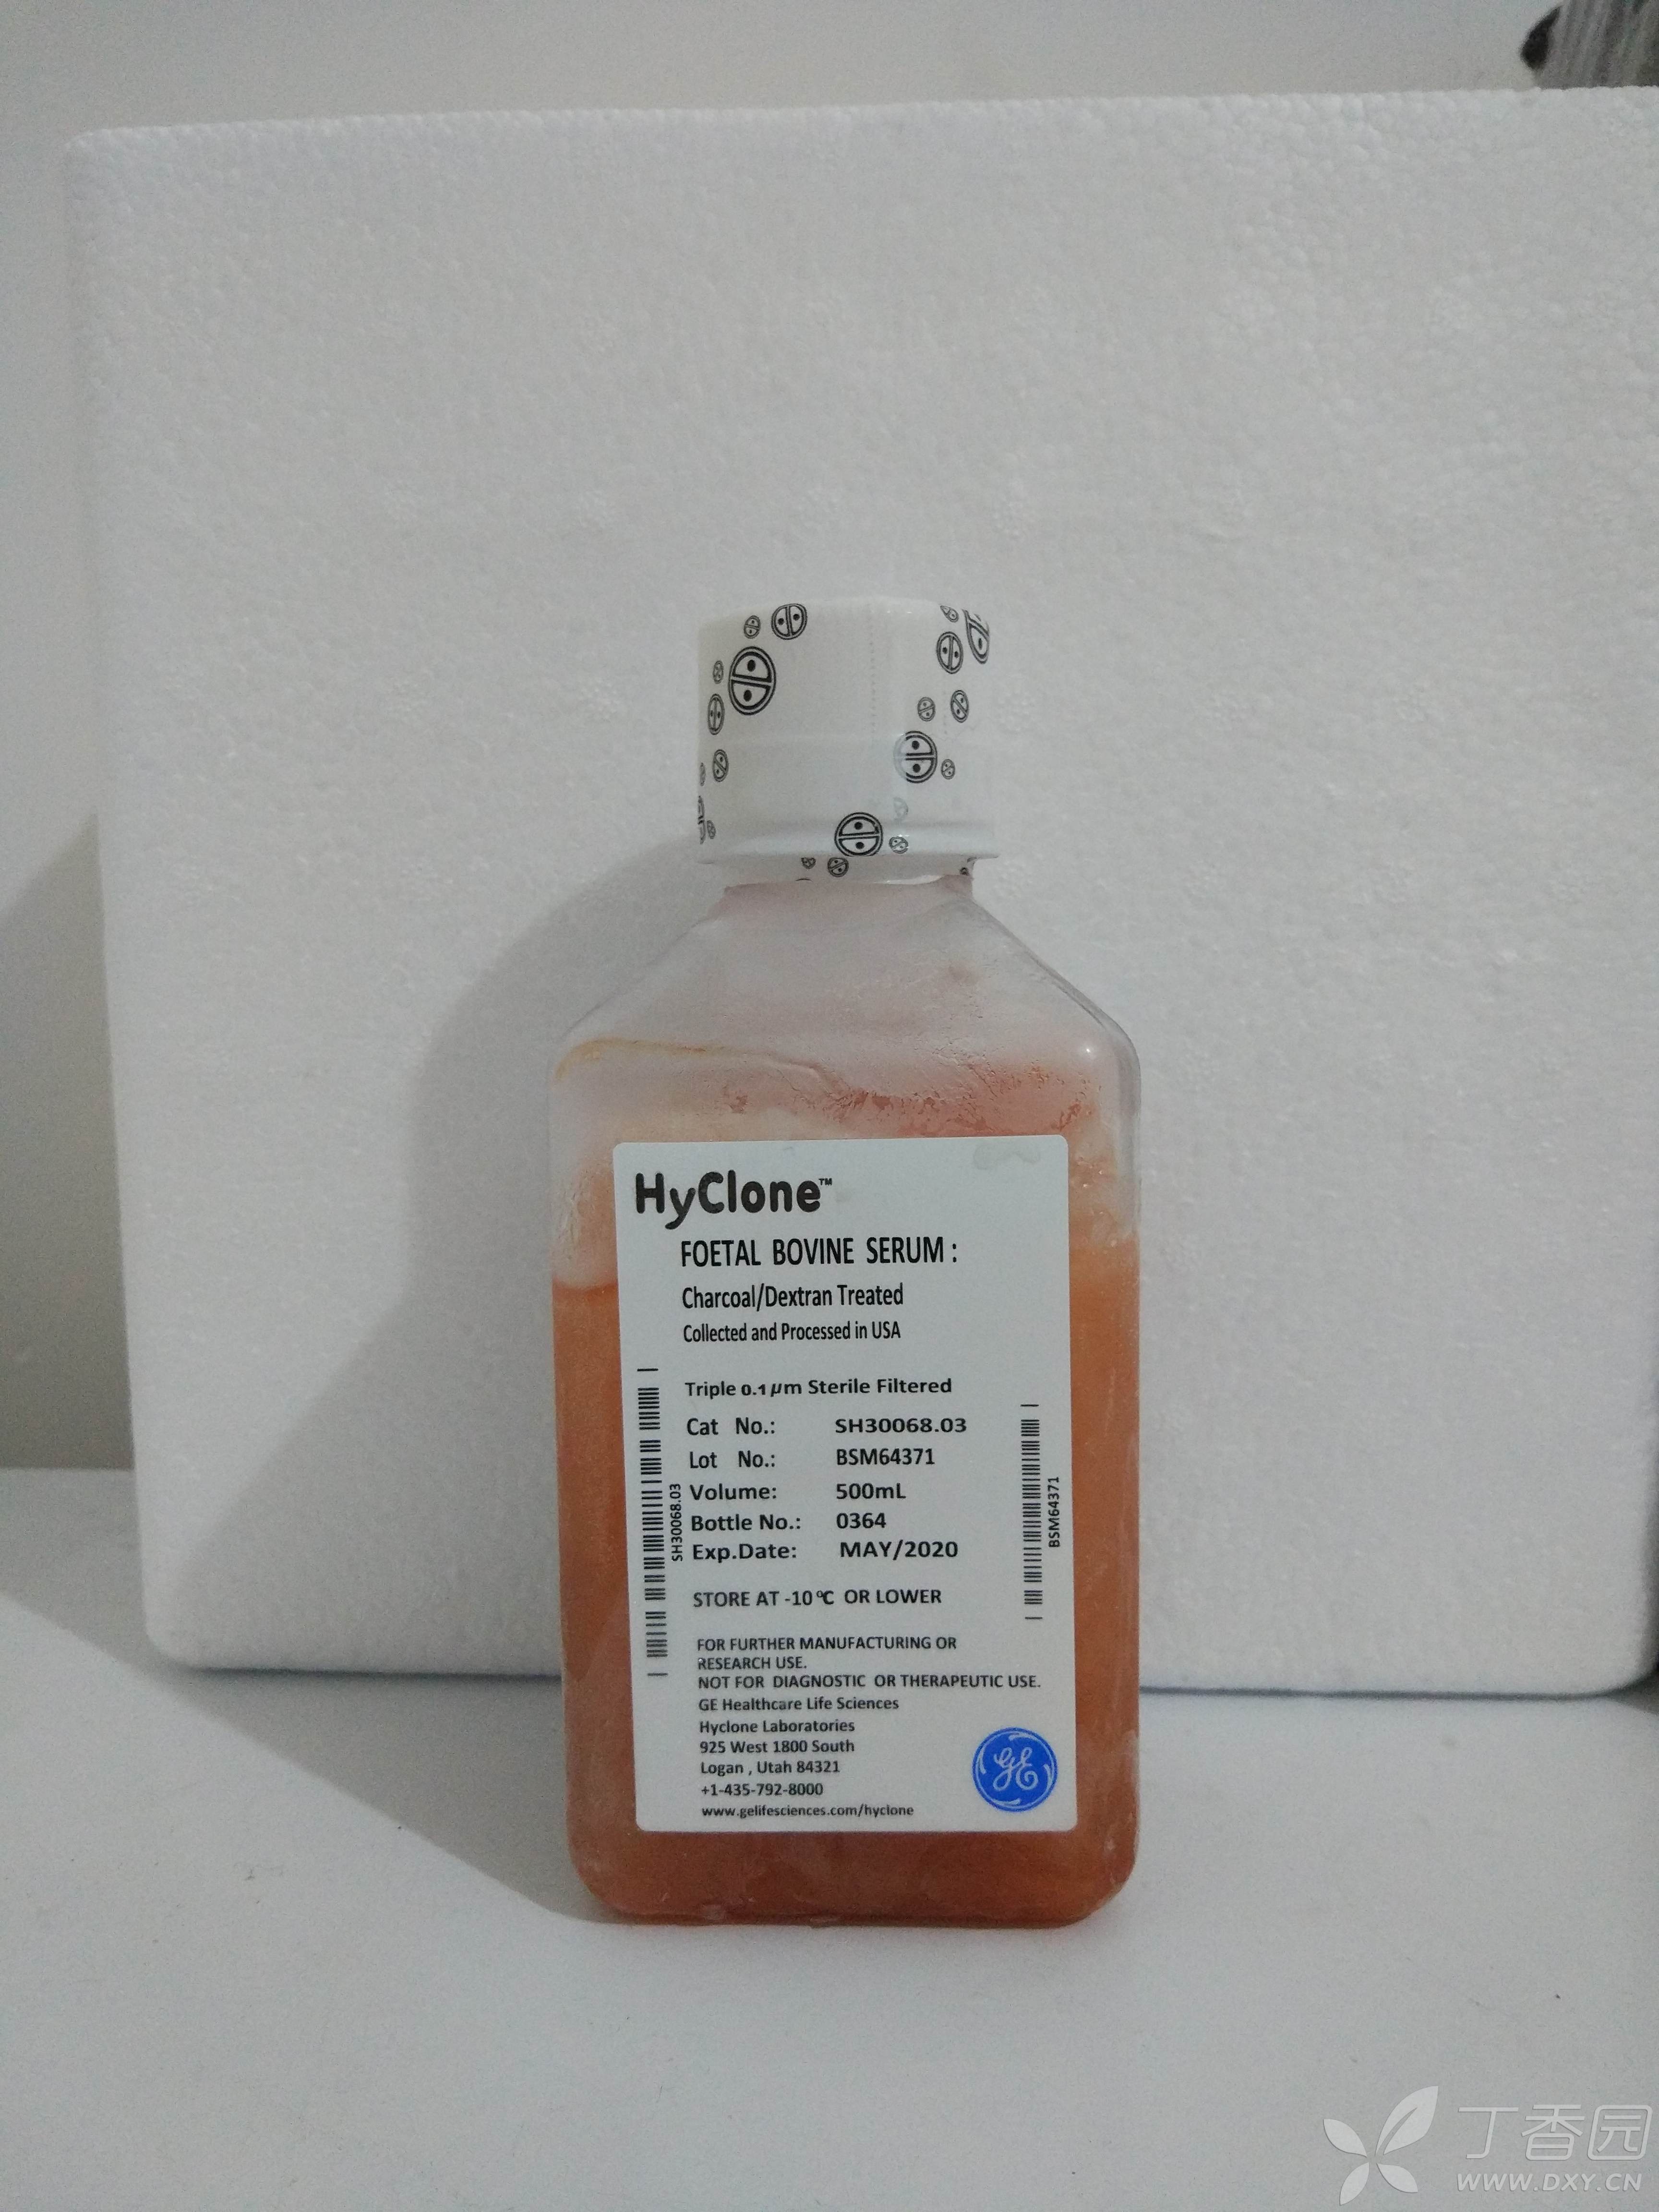 HyClone™
FOETAL BOVINE SERUM :
Charcoal/Dextran Treated
Collected and Processed in USA
Triple 0.1 μm Sterile Filtered
Cat No.: SH30068.03
Lot No.: BSM64371
Volume: 500mL
Bottle No.: 0364
Exp.Date: MAY/2020
STORE AT -10 ℃ OR LOWER
FOR FURTHER MANUFACTURING OR
RESEARCH USE.
NOT FOR DIAGNOSTIC OR THERAPEUTIC USE.
GE Healthcare Life Sciences
Hyclone Laboratories
925 West 1800 South
Logan , Utah 84321
+1-435-792-8000
www.gelifesciences.com/hyclone
SH30068.03
BSM64371
GE
丁香园
WWW.DXY.CN